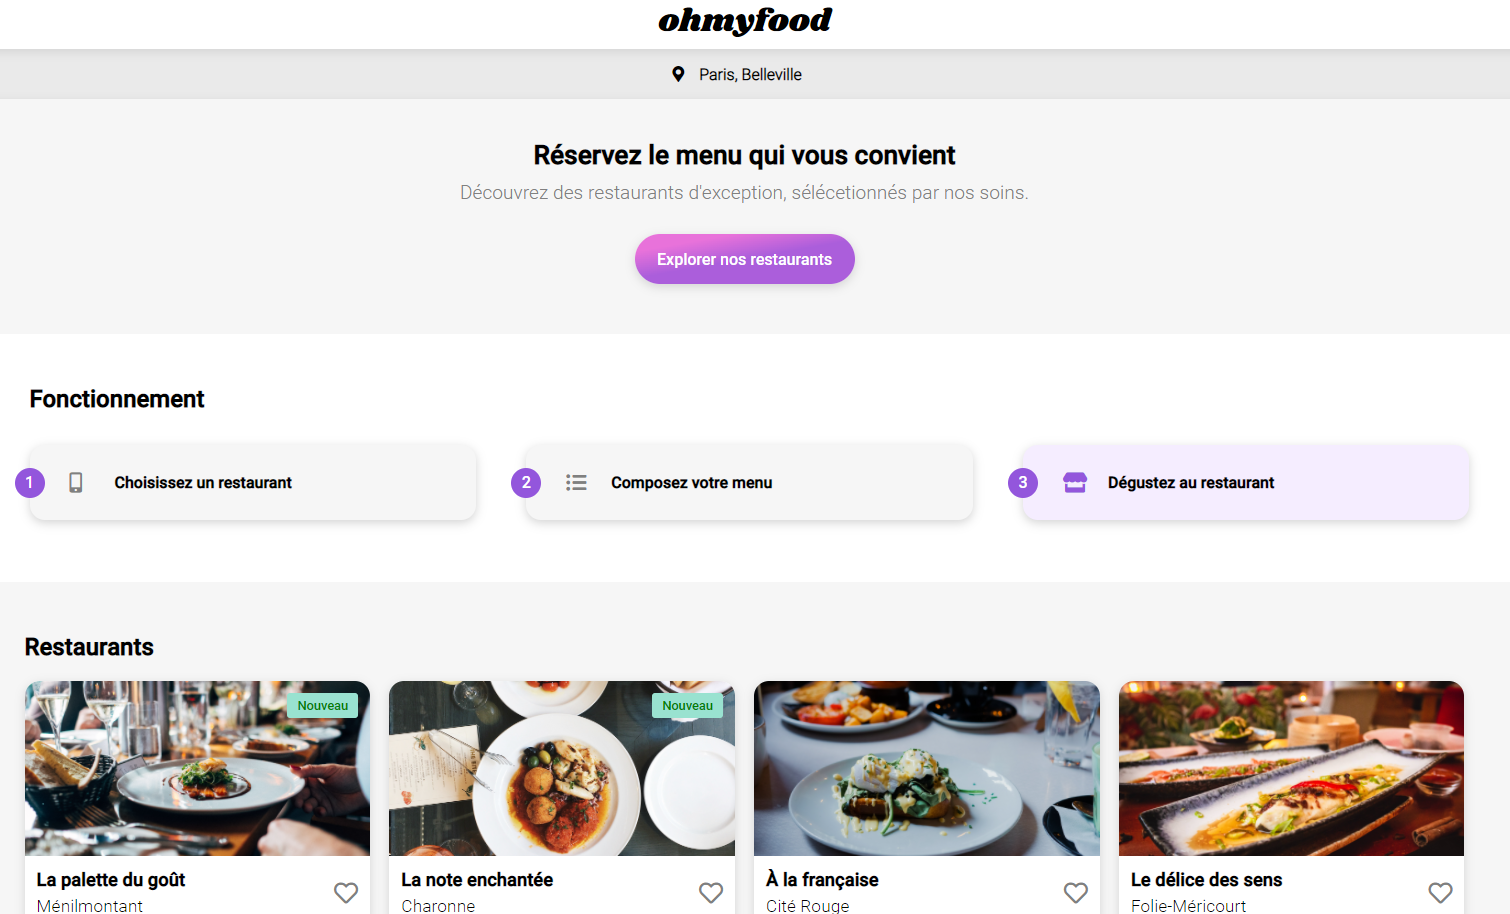 ohmyfood
Paris, Belleville
Réservez le menu qui vous convient
Découvrez des restaurants d'exception, sélécetionnés par nos soins.
Explorer nos restaurants
Fonctionnement
1 Choisissez un restaurant
2 Composez votre menu
3 Dégustez au restaurant
Restaurants
Nouveau
Nouveau
La palette du goût
Ménilmontant
La note enchantée
Charonne
À la française
Cité Rouge
Le délice des sens
Folie-Méricourt